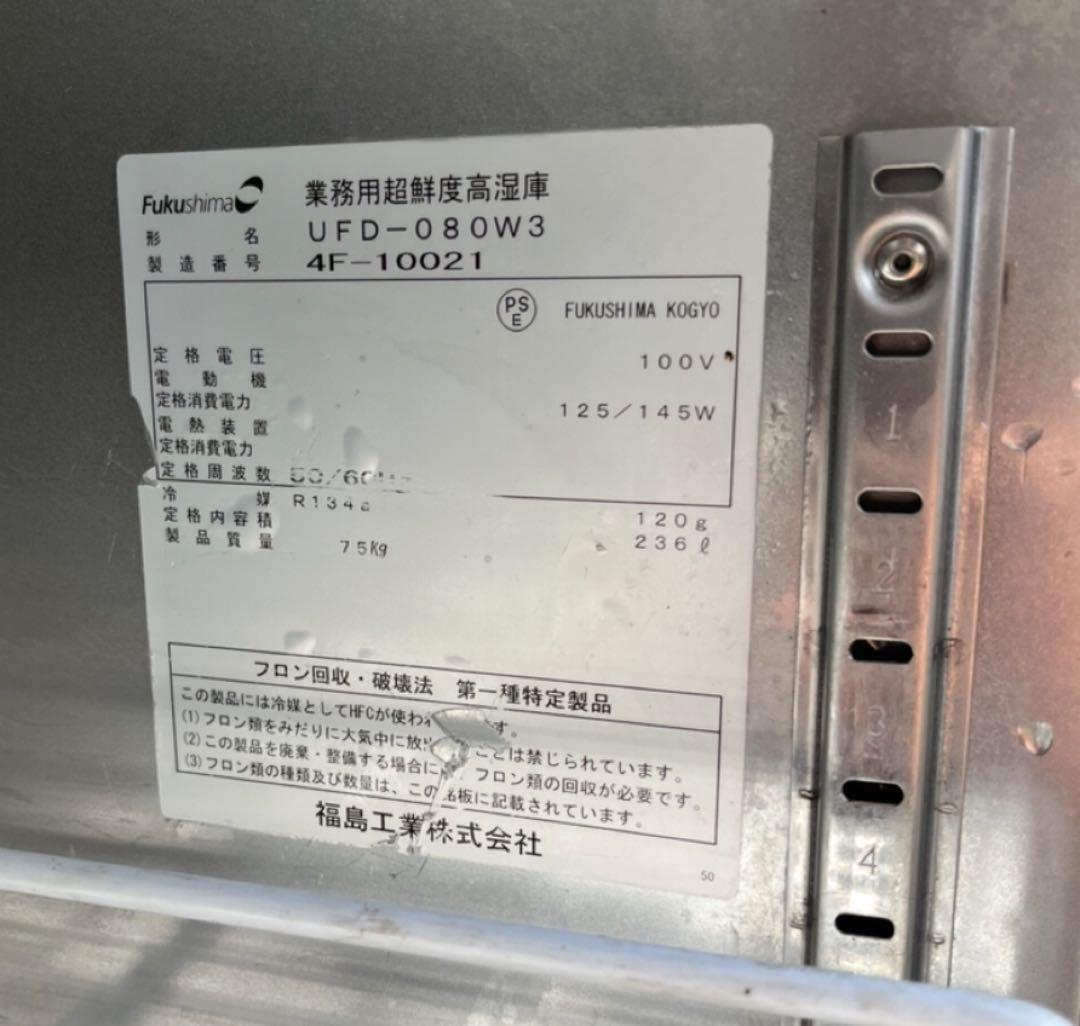 Fukushima 業務用超鮮度高湿庫
形名 UFD-080W3
製造番号 4F-10021
PSE FUKUSHIMA KOGYO
定格電圧 100V
電動機
定格消費電力 125/145W
電熱装置
定格消費電力
定格周波数 50/60Hz
冷媒 R134a 120g
定格内容積 236ℓ
製品質量 75Kg
フロン回収・破壊法 第一種特定製品
この製品には冷媒としてHFCが使われ す。
(1)フロン類をみだりに大気中に放出 ことは禁じられています。
(2)この製品を廃棄・整備する場合に フロン類の回収が必要です。
(3)フロン類の種類及び数量は、この銘板に記載されています。
福島工業株式会社
50
1
2
3
4